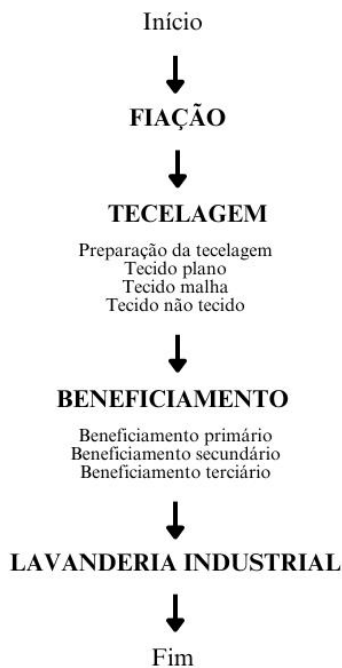 Início
FIAÇÃO
TECELAGEM
Preparação da tecelagem
Tecido plano
Tecido malha
Tecido não tecido
BENEFICIAMENTO
Beneficiamento primário
Beneficiamento secundário
Beneficiamento terciário
LAVANDERIA INDUSTRIAL
Fim